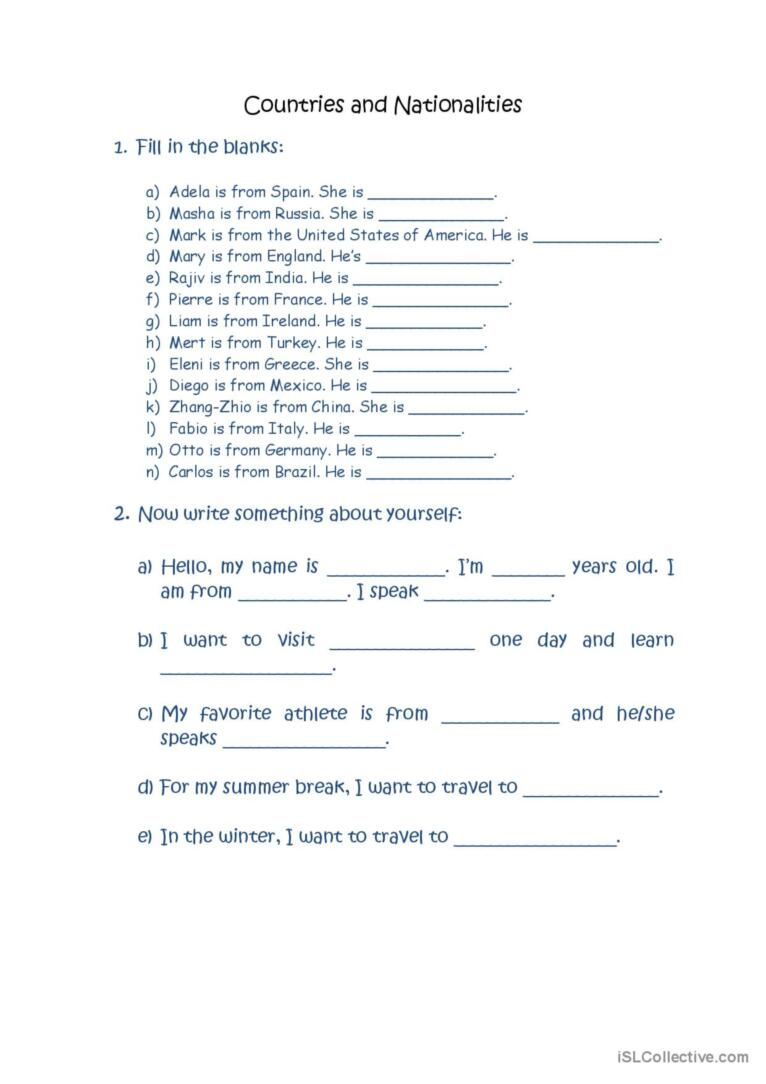 Countries and Nationalities
1. Fill in the blanks:
a) Adela is from Spain. She is ______________.
b) Masha is from Russia. She is ______________.
c) Mark is from the United States of America. He is ______________.
d) Mary is from England. He's ________________.
e) Rajiv is from India. He is ________________.
f) Pierre is from France. He is _______________.
g) Liam is from Ireland. He is _____________.
h) Mert is from Turkey. He is _____________.
i) Eleni is from Greece. She is _______________.
j) Diego is from Mexico. He is ________________.
k) Zhang-Zhio is from China. She is _____________.
l) Fabio is from Italy. He is ____________.
m) Otto is from Germany. He is _____________.
n) Carlos is from Brazil. He is ________________.
2. Now write something about yourself:
a) Hello, my name is _____________. I'm ________ years old. I
am from ____________. I speak ______________.
b) I want to visit ________________ one day and learn
___________________.
c) My favorite athlete is from _____________ and he/she
speaks __________________.
d) For my summer break, I want to travel to _______________.
e) In the winter, I want to travel to __________________.
iSLCollective.com